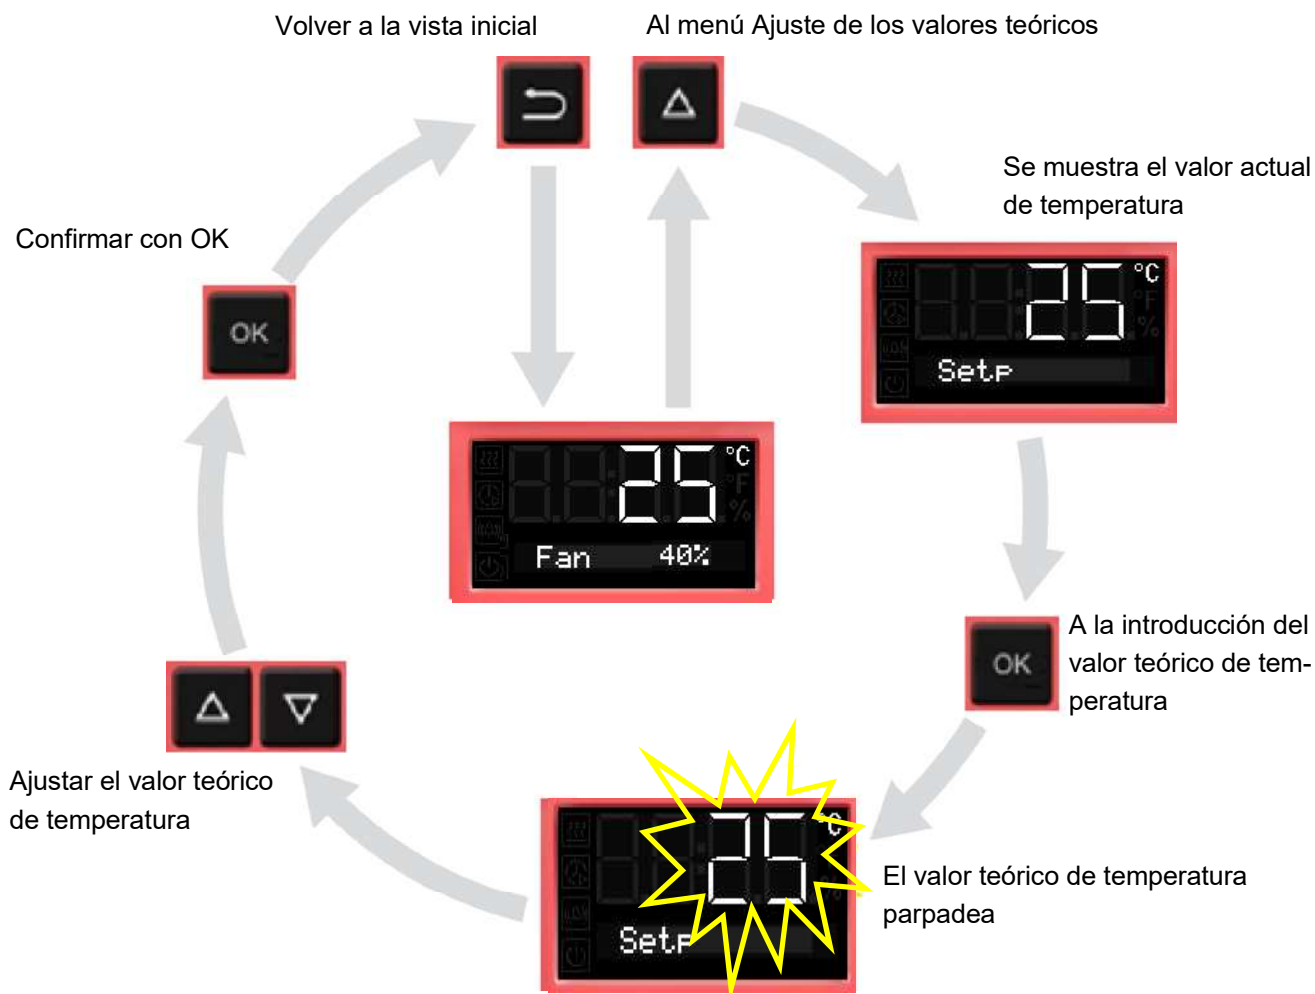 Volver a la vista inicial
Al menú Ajuste de los valores teóricos
Se muestra el valor actual
de temperatura
25 °C
°F
%
Setp
Confirmar con OK
OK
25 °C
°F
%
Fan 40%
A la introducción del
valor teórico de tem-
peratura
OK
Ajustar el valor teórico
de temperatura
25 °C
Setp
El valor teórico de temperatura
parpadea